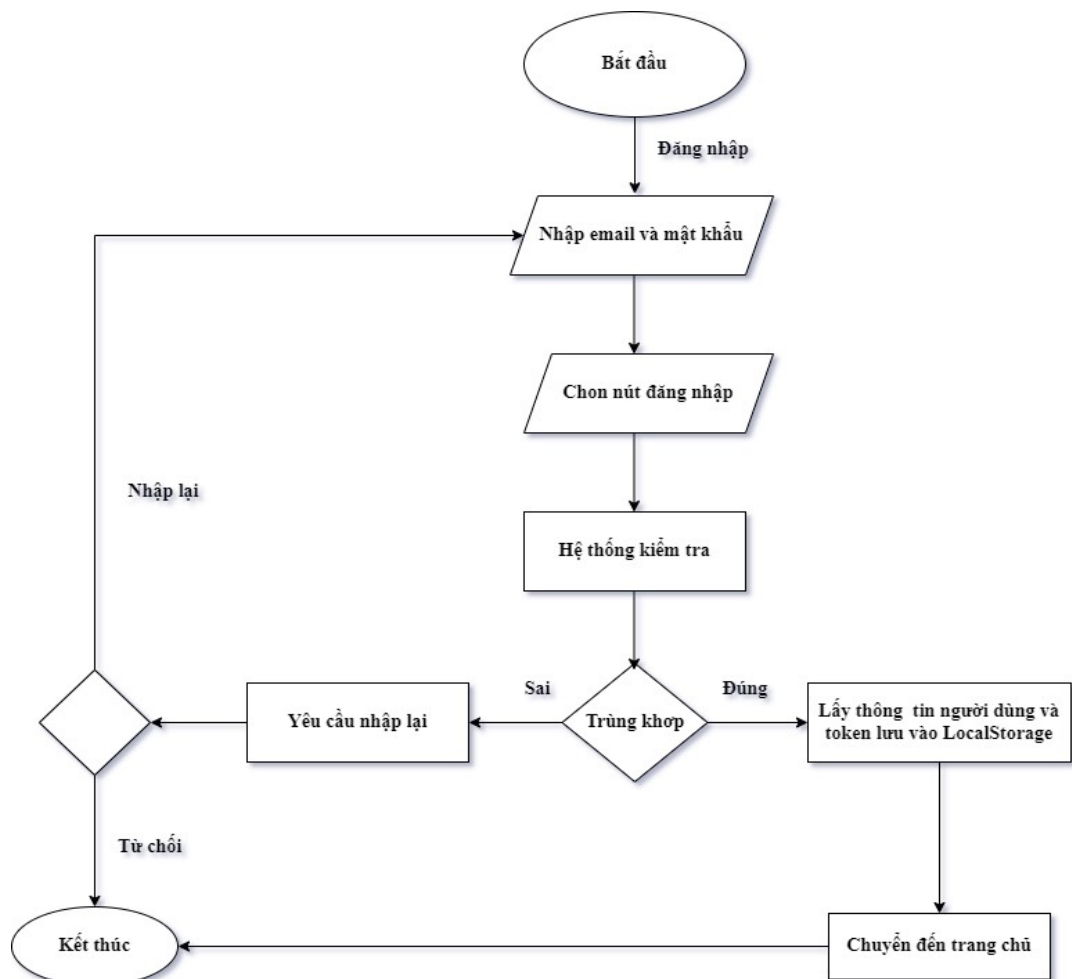 Bắt đầu
Đăng nhập
Nhập email và mật khẩu
Chon nút đăng nhập
Nhập lại
Hệ thống kiểm tra
Sai
Đúng
Yêu cầu nhập lại
Trùng khơp
Lấy thông tin người dùng và
token lưu vào LocalStorage
Từ chối
Kết thúc
Chuyển đến trang chủ